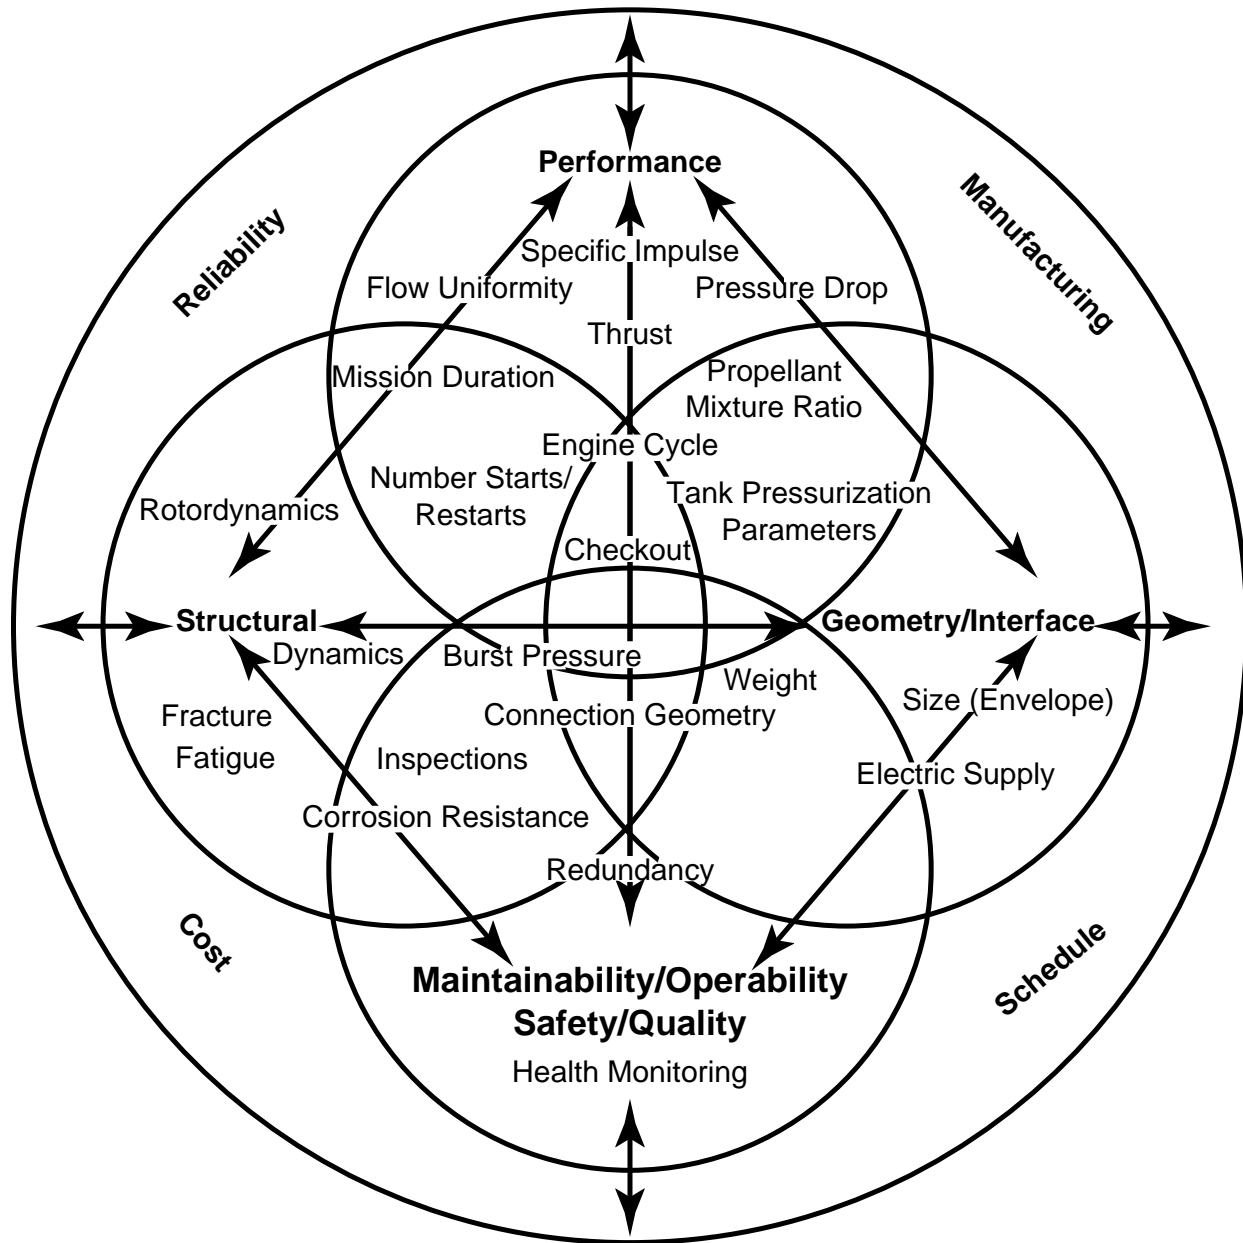 Performance
Reliability
Manufacturing
Specific Impulse
Flow Uniformity
Pressure Drop
Thrust
Mission Duration
Propellant
Mixture Ratio
Engine Cycle
Number Starts/
Restarts
Tank Pressurization
Parameters
Rotordynamics
Checkout
Structural
Geometry/Interface
Dynamics
Burst Pressure
Weight
Size (Envelope)
Fracture
Fatigue
Connection Geometry
Inspections
Electric Supply
Corrosion Resistance
Redundancy
Cost
Schedule
Maintainability/Operability
Safety/Quality
Health Monitoring